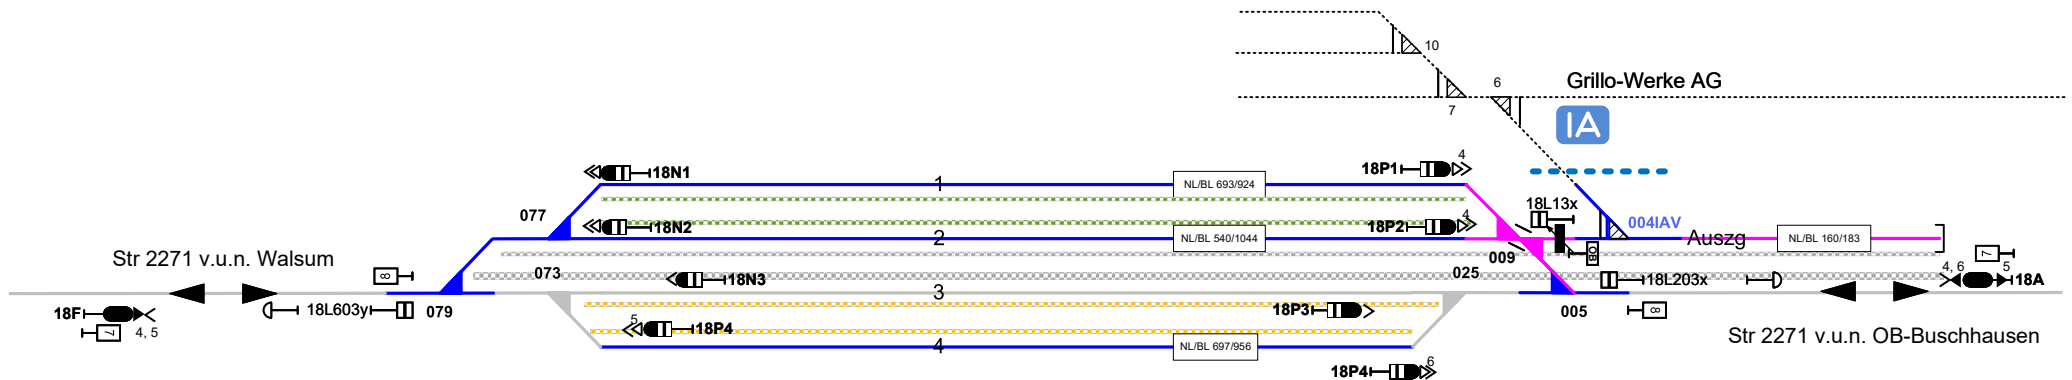 10
6
Grillo-Werke AG
7
IA
18N1
18P1
4
1
NL/BL 693/924
18L13x
077
18N2
18P2
4
004IAV
2
NL/BL 540/1044
Auszg
NL/BL 160/183
Str 2271 v.u.n. Walsum
009
OB
7
8
073
18N3
025
18L203x
4, 6
5
18A
3
18F
18L603y
079
18P3
005
8
7
4, 5
5
18P4
4
NL/BL 697/956
Str 2271 v.u.n. OB-Buschhausen
18P4
6